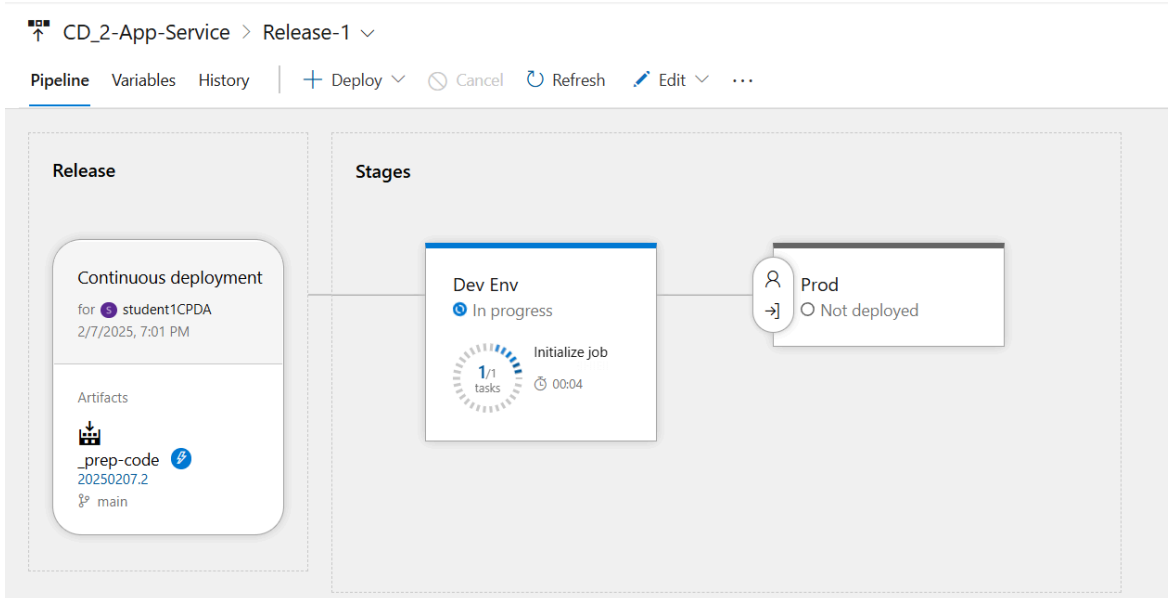 CD_2-App-Service > Release-1
Pipeline Variables History + Deploy Cancel Refresh Edit ...
Release
Continuous deployment
for S student1CPDA
2/7/2025, 7:01 PM
Artifacts
_prep-code
20250207.2
main
Stages
Dev Env
In progress
1/1
tasks
Initialize job
00:04
Prod
Not deployed